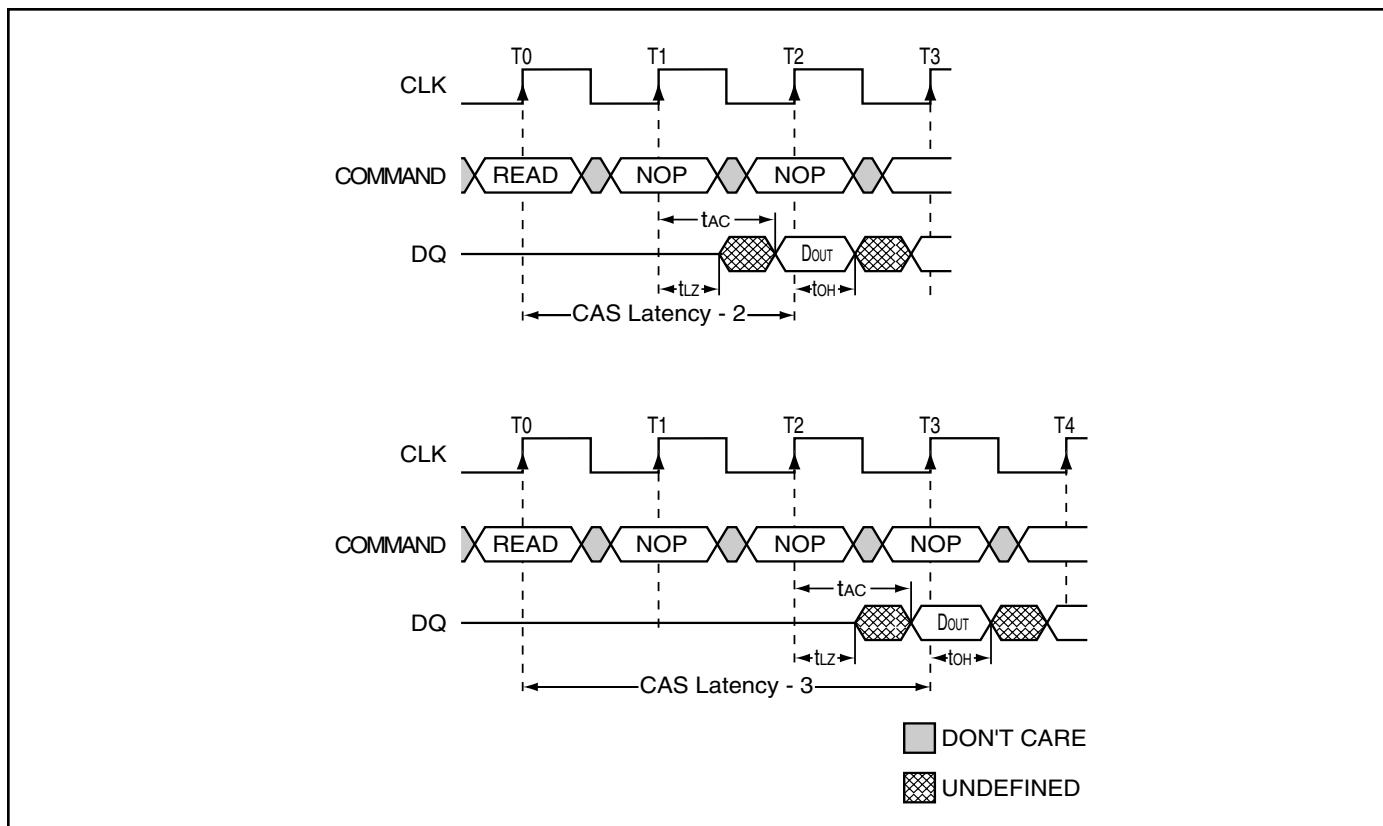 T0 T1 T2 T3
CLK
COMMAND READ NOP NOP
tAC
DQ DOUT
tLZ tOH
CAS Latency - 2
T0 T1 T2 T3 T4
CLK
COMMAND READ NOP NOP NOP
tAC
DQ DOUT
tLZ tOH
CAS Latency - 3
DON'T CARE
UNDEFINED